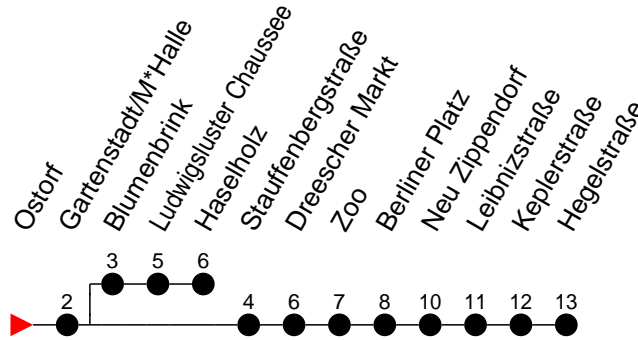 Ostorf
Gartenstadt/M*Halle
Blumenbrink
Ludwigsluster Chaussee
Haselholz
Stauffenbergstraße
Dreescher Markt
Zoo
Berliner Platz
Neu Zippendorf
Leibnizstraße
Keplerstraße
Hegelstraße
3 5 6
2 4 6 7 8 10 11 12 13